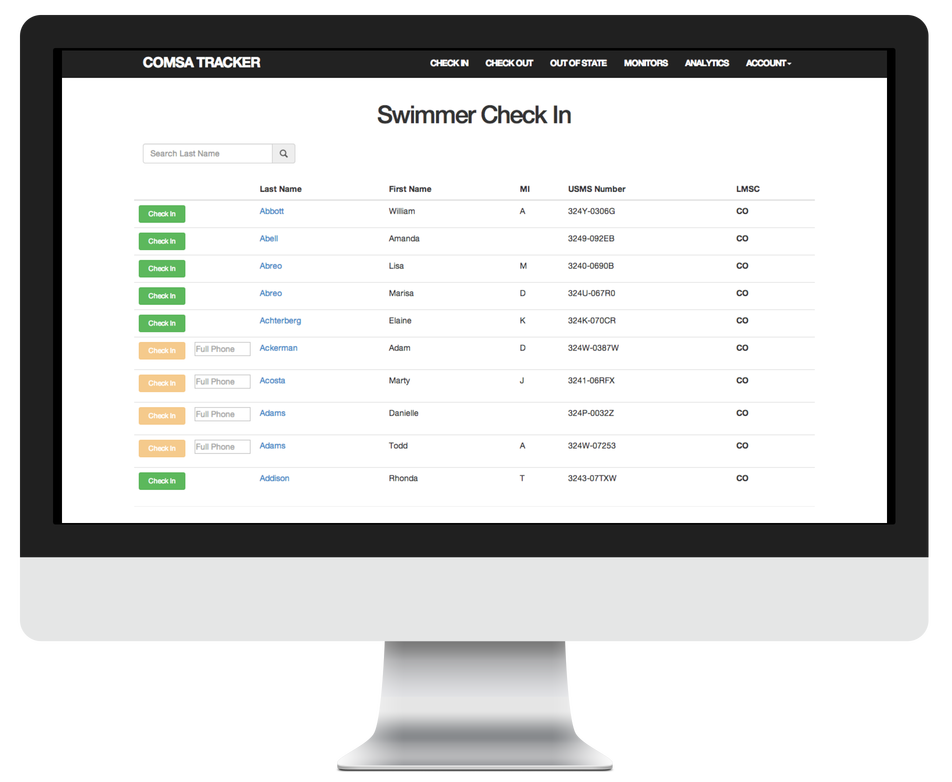 COMSA TRACKER CHECK IN CHECK OUT OUT OF STATE MONITORS ANALYTICS ACCOUNT
Swimmer Check In
Search Last Name
Last Name First Name MI USMS Number LMSC
Check In Abbott William A 324Y-0306G CO
Check In Abell Amanda 3249-092EB CO
Check In Abreo Lisa M 3240-0690B CO
Check In Abreo Marisa D 324U-067R0 CO
Check In Achterberg Elaine K 324K-070CR CO
Check In Full Phone Ackerman Adam D 324W-0387W CO
Check In Full Phone Acosta Marty J 3241-06RFX CO
Check In Full Phone Adams Danielle 324P-0032Z CO
Check In Full Phone Adams Todd A 324W-07253 CO
Check In Addison Rhonda T 3243-07TXW CO